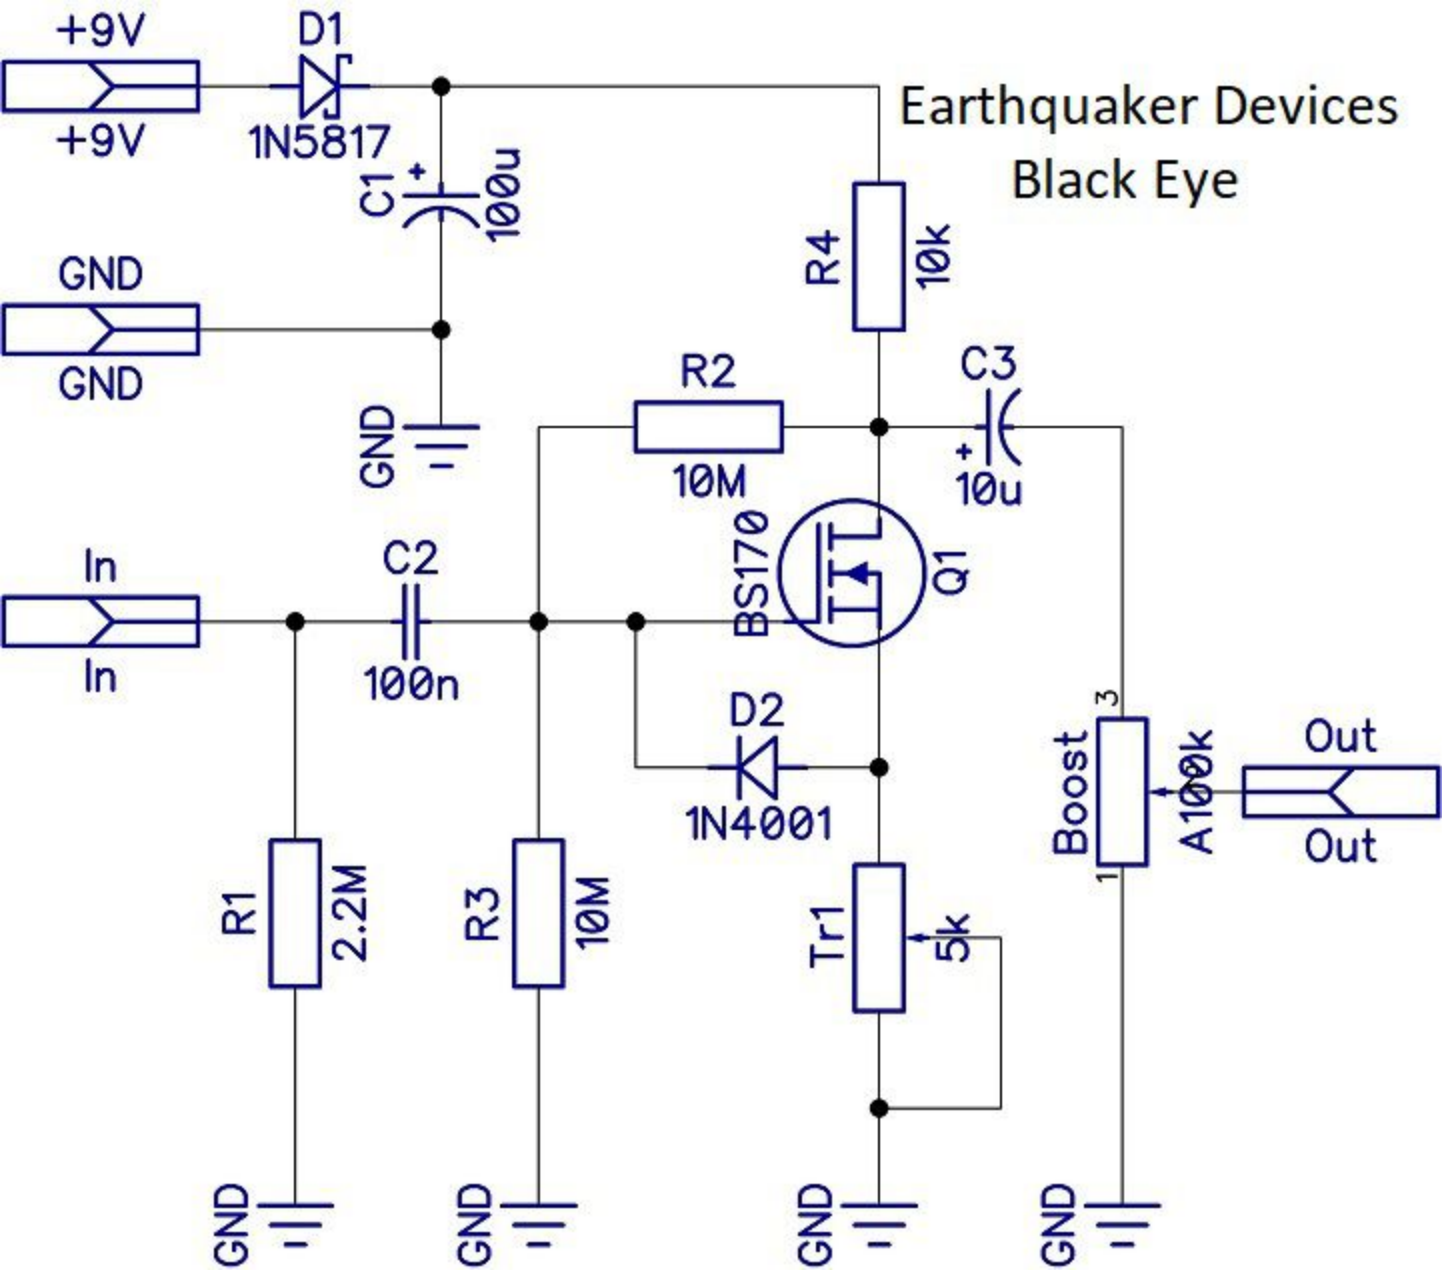 +9V
D1
+9V
1N5817
Earthquaker Devices
Black Eye
C1
+
100u
GND
GND
GND
R4
10k
R2
10M
C3
+
10u
In
In
C2
100n
BS170
Q1
D2
1N4001
3
Boost
A100k
1
Out
Out
R1
2.2M
R3
10M
Tr1
5k
GND
GND
GND
GND